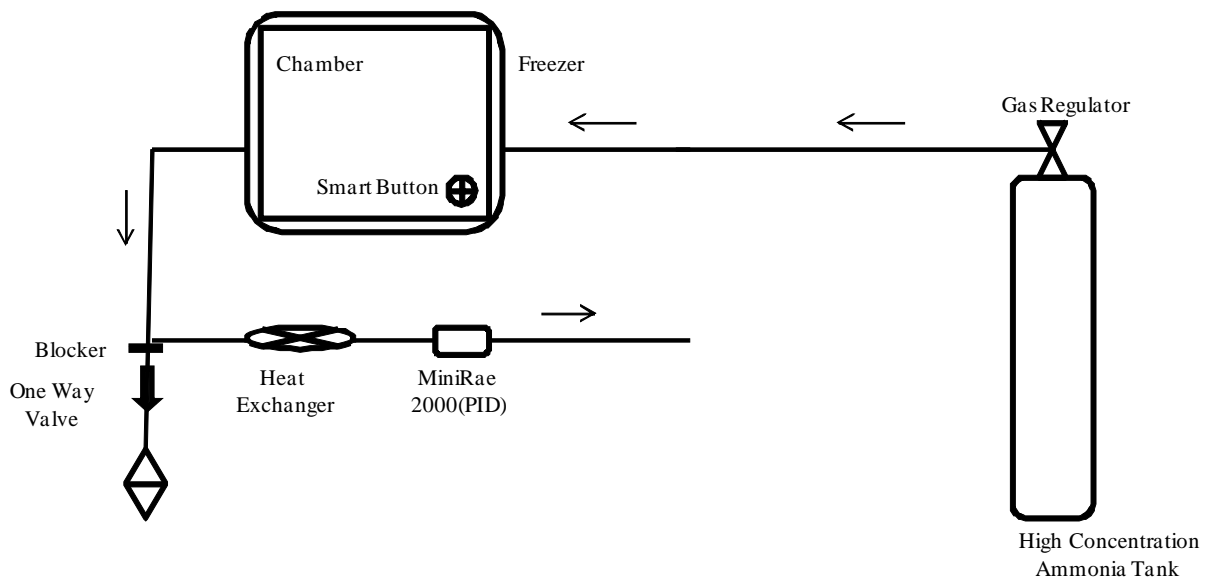 Chamber
Freezer
Gas Regulator
Smart Button
Blocker
One Way
Valve
Heat
Exchanger
MiniRae
2000(PID)
High Concentration
Ammonia Tank